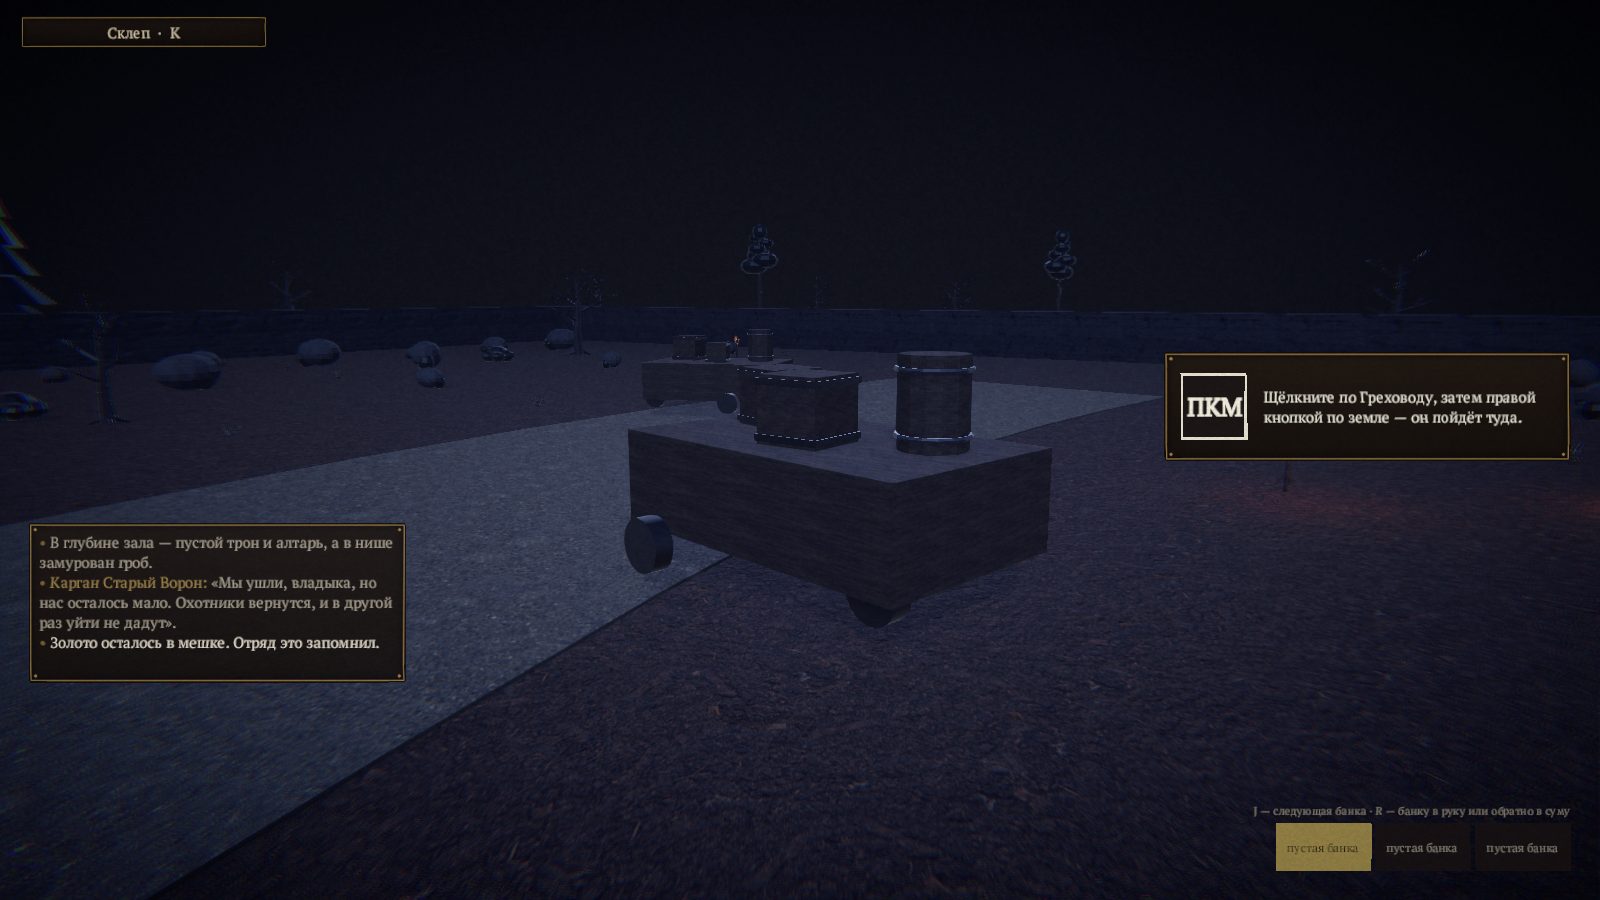 Склеп · К
ПКМ
Щёлкните по Греховоду, затем правой
кнопкой по земле — он пойдёт туда.
• В глубине зала — пустой трон и алтарь, а в нише
замурован гроб.
• Карган Старый Ворон: «Мы ушли, владыка, но
нас осталось мало. Охотники вернутся, и в другой
раз уйти не дадут».
• Золото осталось в мешке. Отряд это запомнил.
J — следующая банка · R — банку в руку или обратно в суму
пустая банка пустая банка пустая банка